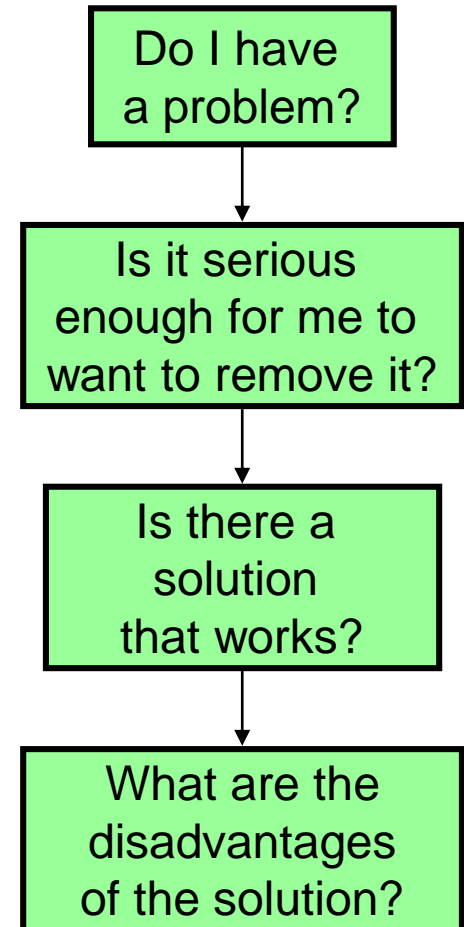 Do I have
a problem?
Is it serious
enough for me to
want to remove it?
Is there a
solution
that works?
What are the
disadvantages
of the solution?